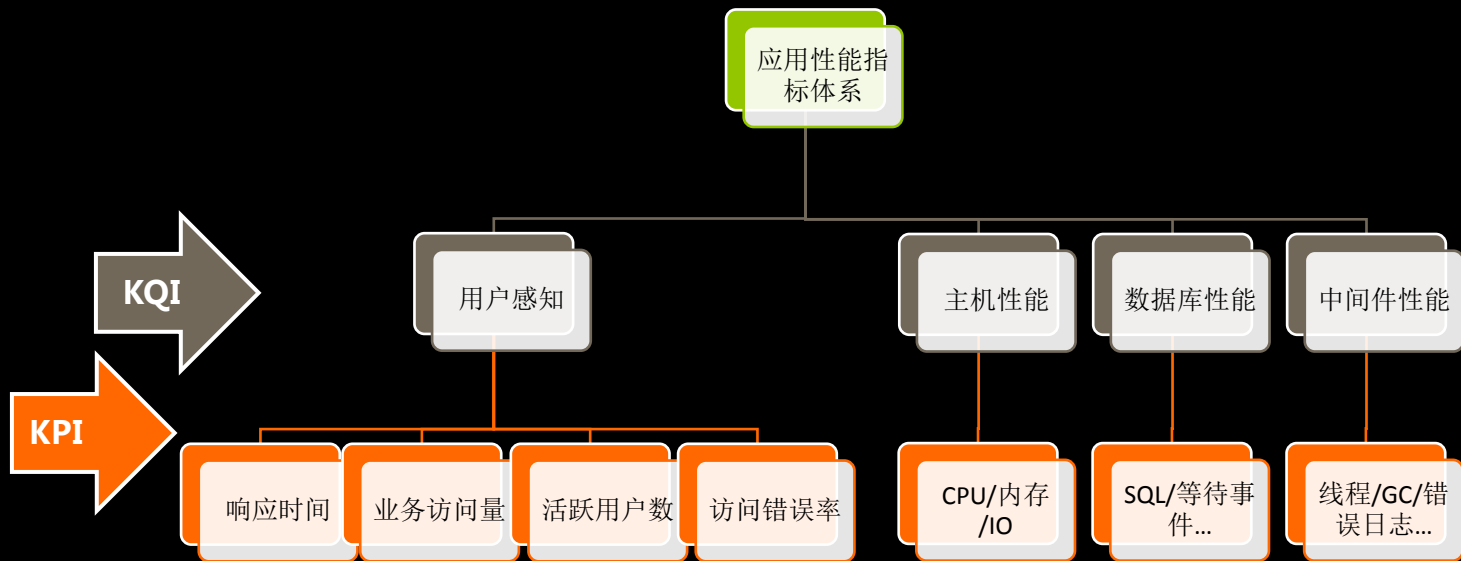 应用性能指
标体系
KQI
用户感知
主机性能
数据库性能
中间件性能
KPI
响应时间
业务访问量
活跃用户数
访问错误率
CPU/内存
/IO
SQL/等待事
件...
线程/GC/错
误日志...